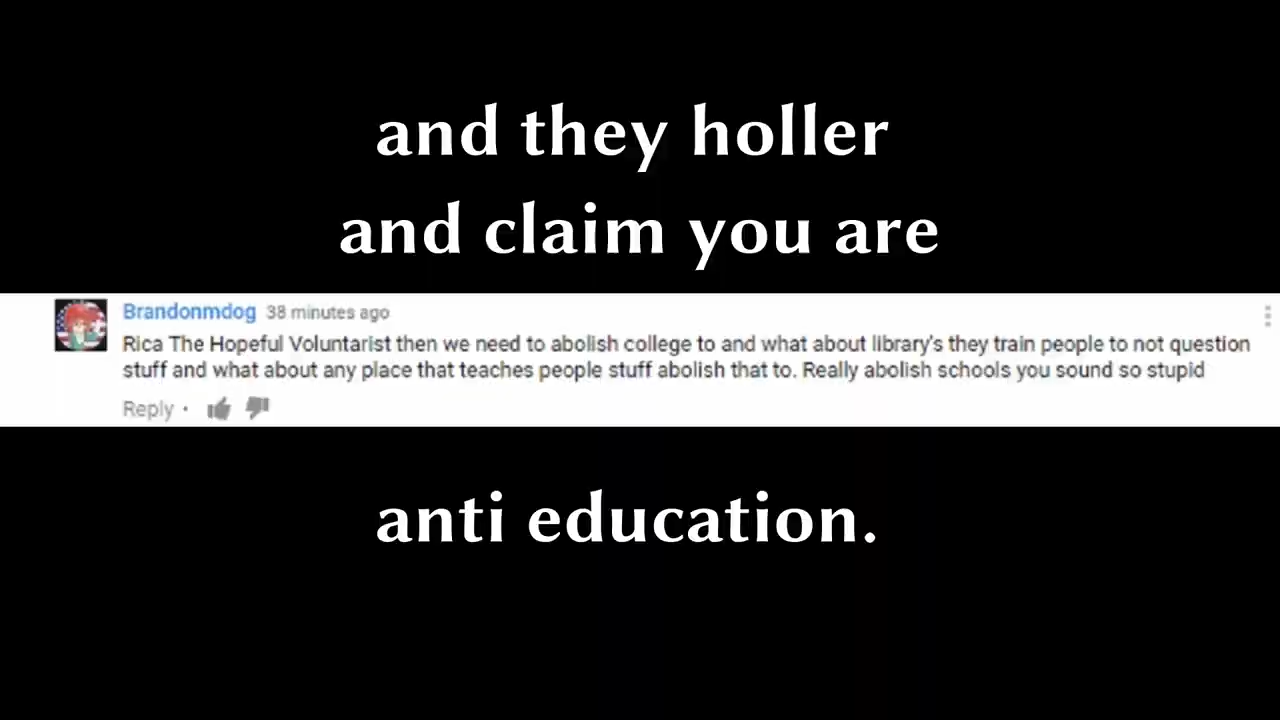 and they holler
and claim you are
Brandonmdog 38 minutes ago
Rica The Hopeful Voluntarist then we need to abolish college to and what about library's they train people to not question
stuff and what about any place that teaches people stuff abolish that to. Really abolish schools you sound so stupid
Reply •
anti education.